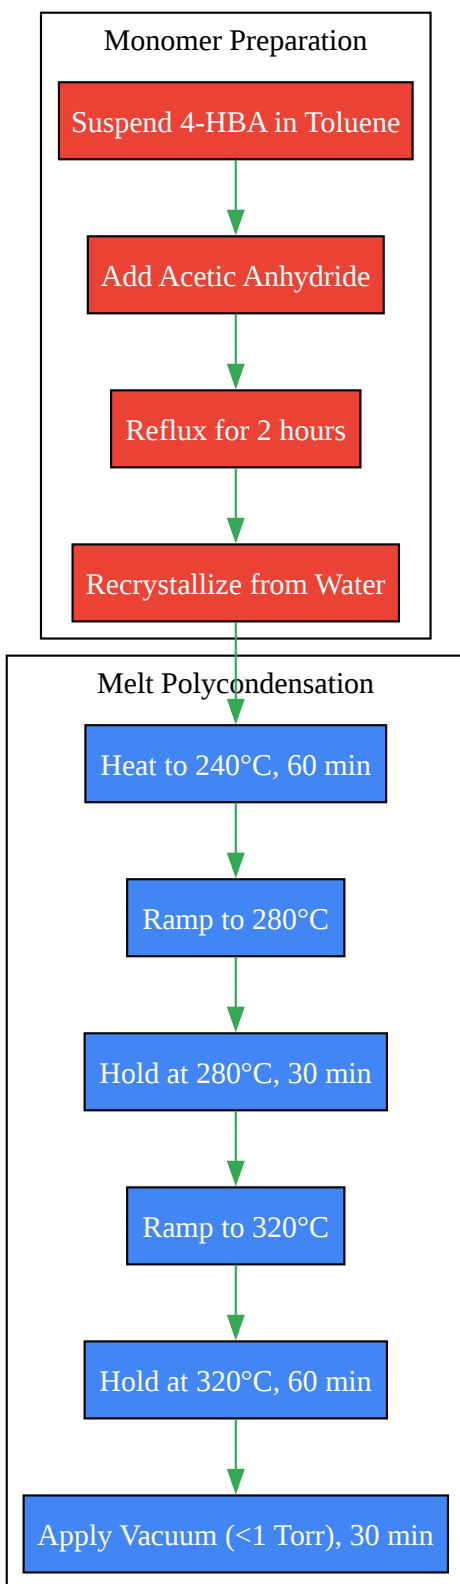 Monomer Preparation
Suspend 4-HBA in Toluene
Add Acetic Anhydride
Reflux for 2 hours
Recrystallize from Water
Melt Polycondensation
Heat to 240°C, 60 min
Ramp to 280°C
Hold at 280°C, 30 min
Ramp to 320°C
Hold at 320°C, 60 min
Apply Vacuum (<1 Torr), 30 min